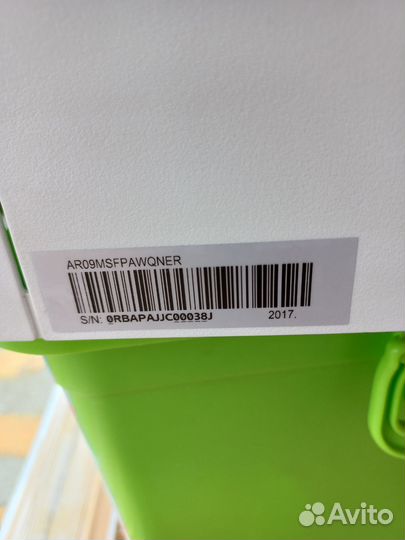 AR09MSFPAWQNER
S/N: 0RBAPAJJC00038J 2017.
Avito